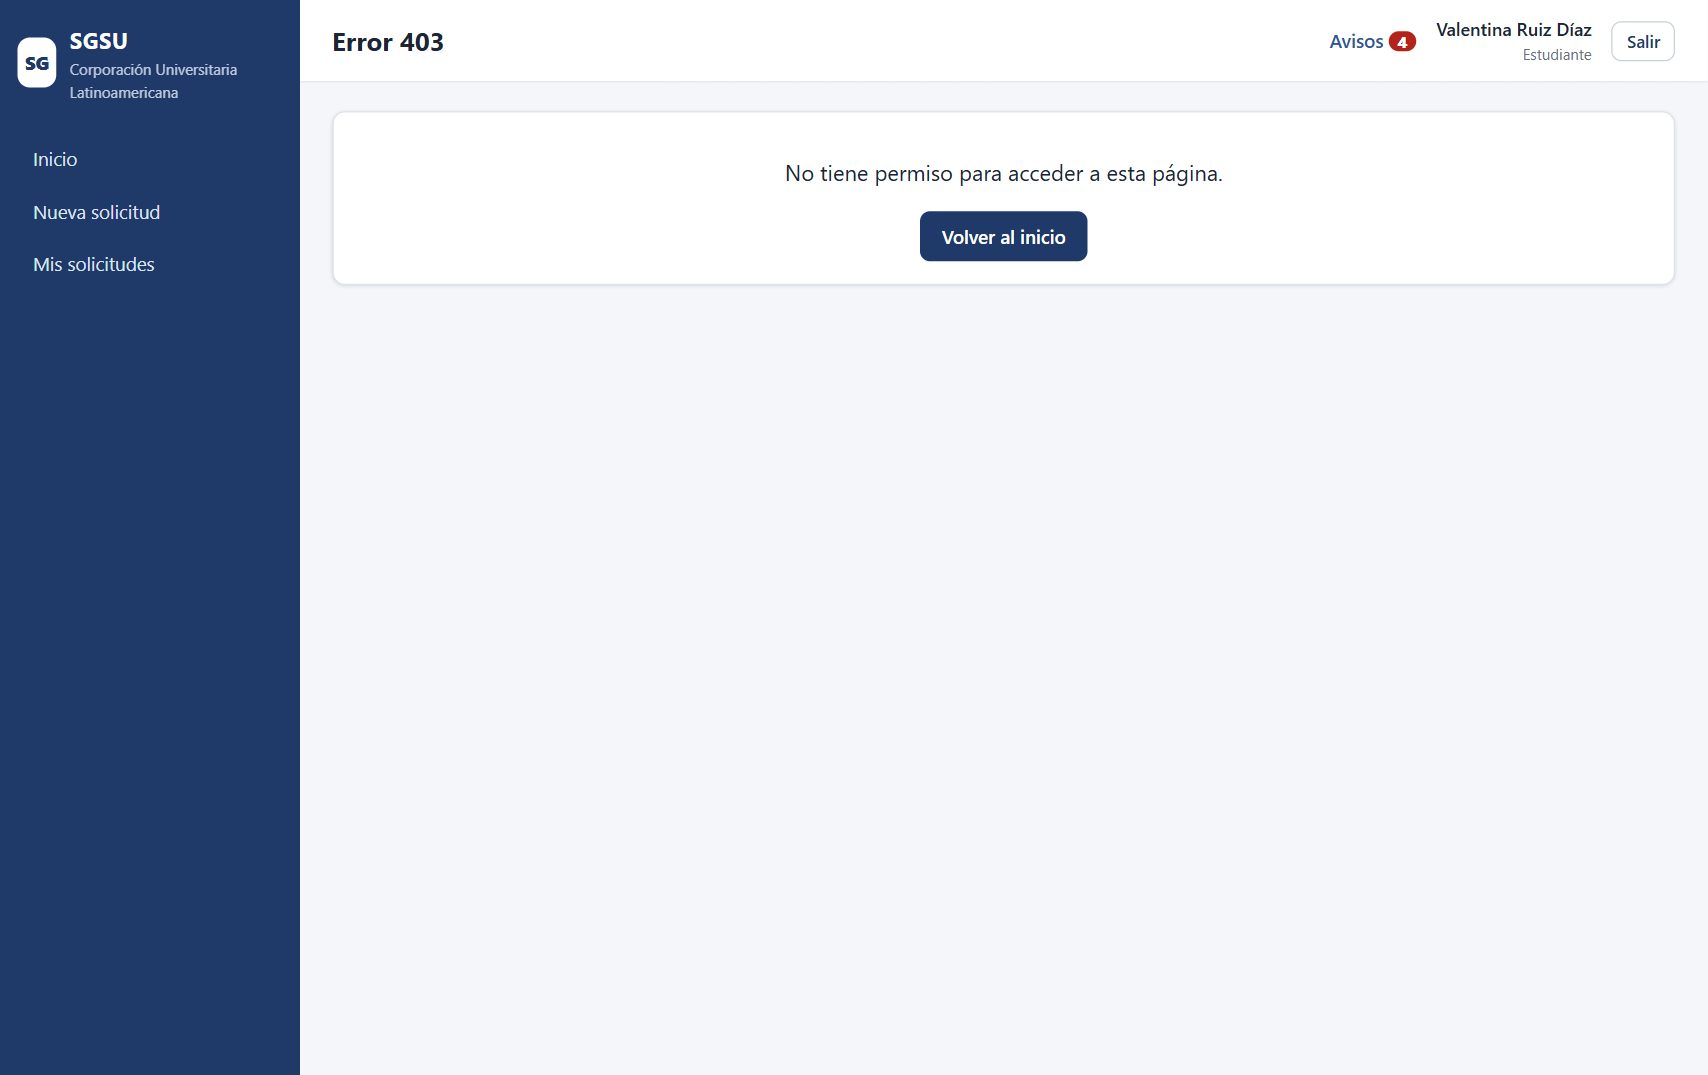 SG
SGSU
Corporación Universitaria
Latinoamericana
Inicio
Nueva solicitud
Mis solicitudes
Error 403
Avisos 4
Valentina Ruiz Díaz
Estudiante
Salir
No tiene permiso para acceder a esta página.
Volver al inicio